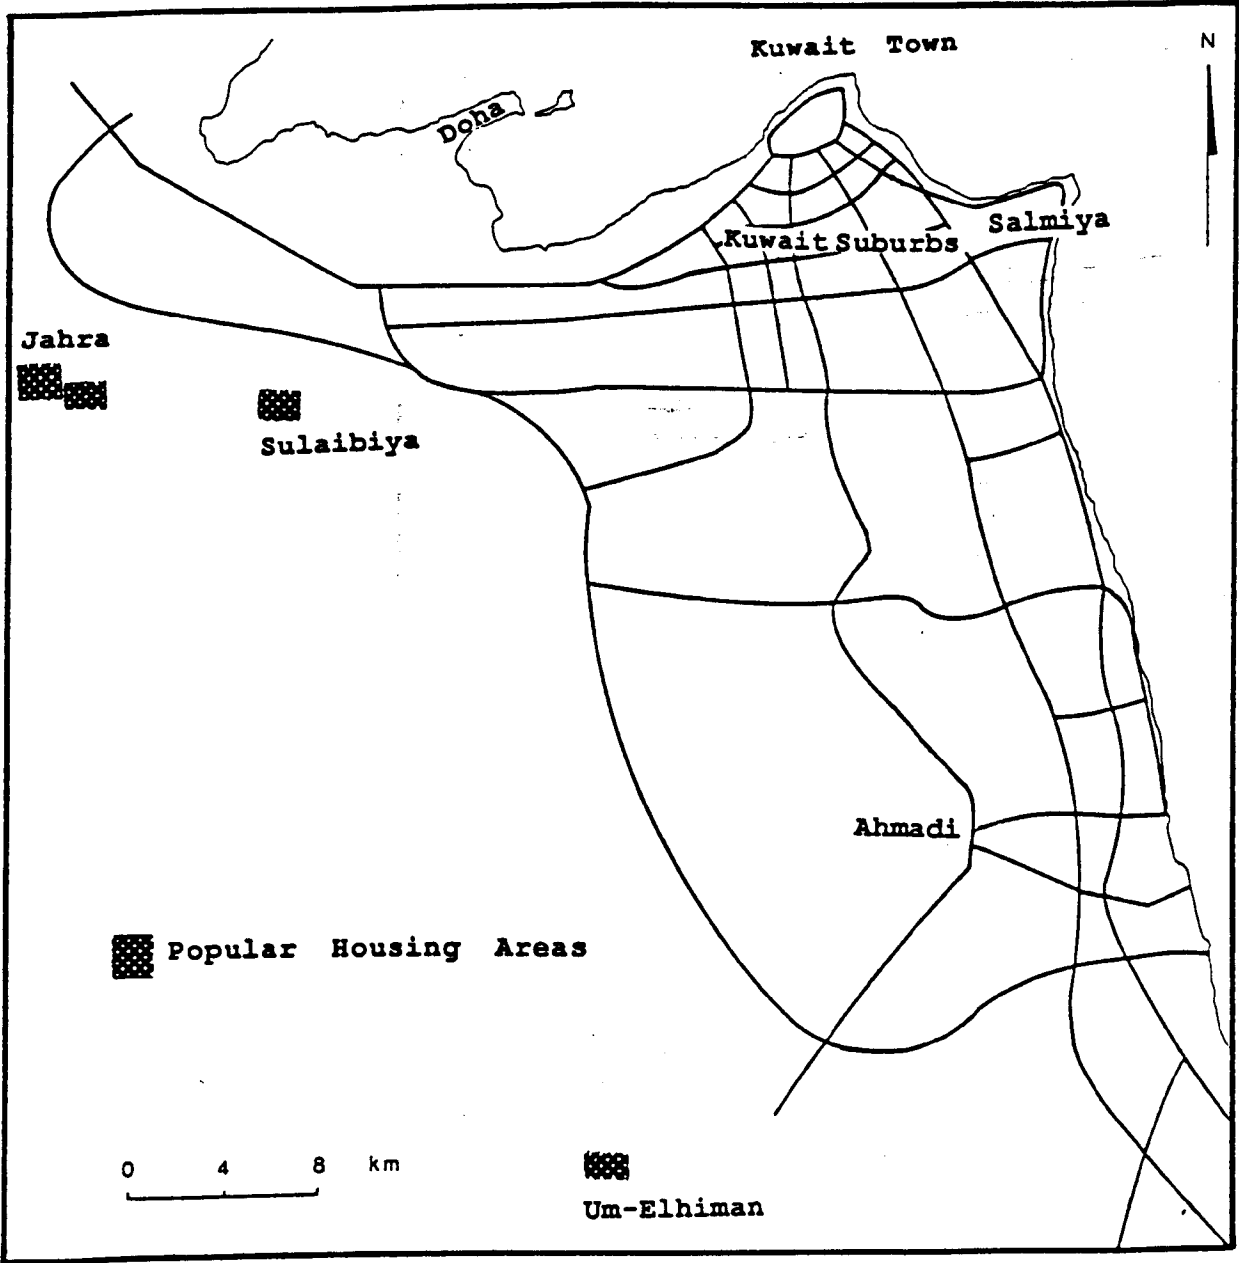 Kuwait Town
N
Doha
Salmiya
Kuwait Suburbs
Jahra
Sulaibiya
Ahmadi
Popular Housing Areas
0 4 8 km
Um-Elhiman